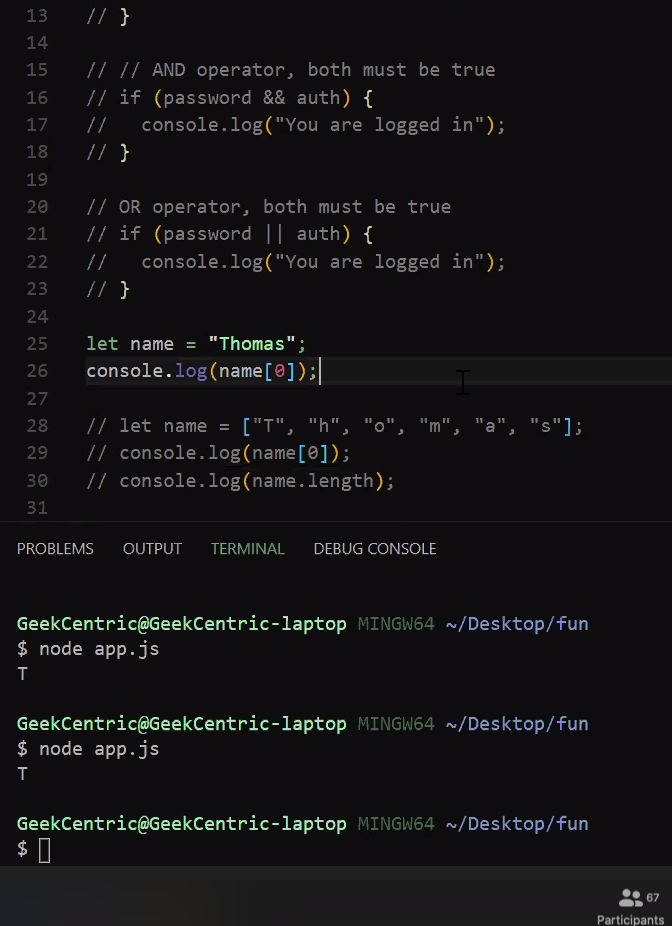 13 // }
14
15 // // AND operator, both must be true
16 // if (password && auth) {
17 //   console.log("You are logged in");
18 // }
19
20 // OR operator, both must be true
21 // if (password || auth) {
22 //   console.log("You are logged in");
23 // }
24
25 let name = "Thomas";
26 console.log(name[0]);
27
28 // let name = ["T", "h", "o", "m", "a", "s"];
29 // console.log(name[0]);
30 // console.log(name.length);
31
PROBLEMS OUTPUT TERMINAL DEBUG CONSOLE
GeekCentric@GeekCentric-laptop MINGW64 ~/Desktop/fun
$ node app.js
T
GeekCentric@GeekCentric-laptop MINGW64 ~/Desktop/fun
$ node app.js
T
GeekCentric@GeekCentric-laptop MINGW64 ~/Desktop/fun
$
67
Participants